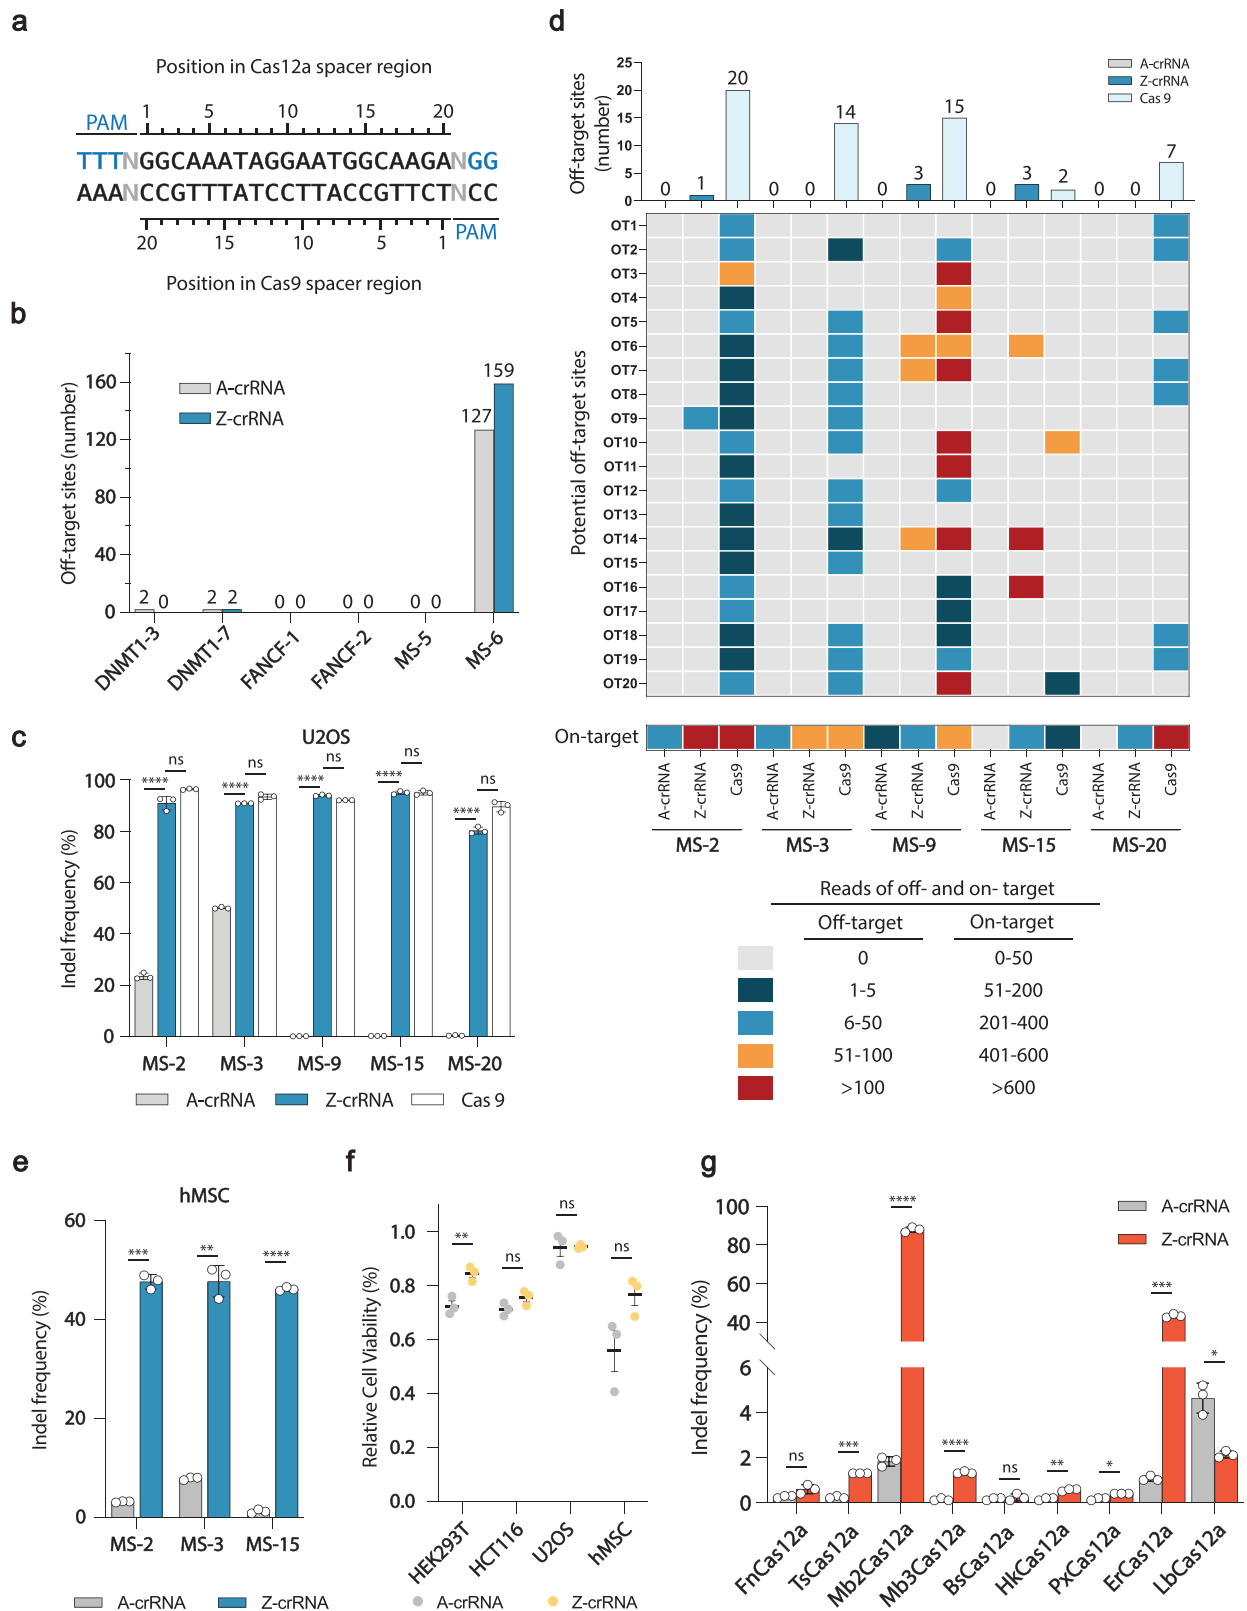 a
Position in Cas12a spacer region
PAM 1 5 10 15 20
TTTNGGCAAATAGGAATGGCAAGANGG
AAANCCGTTTATCCTTACCGTTCTNCC
20 15 10 5 1 PAM
Position in Cas9 spacer region
b
Off-target sites (number)
160
120
80
40
0
A-crRNA
Z-crRNA
2 0 2 2 0 0 0 0 0 0 127 159
DNMT1-3 DNMT1-7 FANCF-1 FANCF-2 MS-5 MS-6
c
U2OS
Indel frequency (%)
100
80
60
40
20
0
**** ns **** ns **** ns **** ns **** ns
MS-2 MS-3 MS-9 MS-15 MS-20
A-crRNA Z-crRNA Cas 9
d
Off-target sites
(number)
25
20
15
10
5
0
0 1 20 0 0 14 0 3 15 0 3 2 0 0 7
A-crRNA
Z-crRNA
Cas 9
Potential off-target sites
OT1
OT2
OT3
OT4
OT5
OT6
OT7
OT8
OT9
OT10
OT11
OT12
OT13
OT14
OT15
OT16
OT17
OT18
OT19
OT20
On-target
A-crRNA Z-crRNA Cas9 A-crRNA Z-crRNA Cas9 A-crRNA Z-crRNA Cas9 A-crRNA Z-crRNA Cas9 A-crRNA Z-crRNA Cas9
MS-2 MS-3 MS-9 MS-15 MS-20
Reads of off- and on- target
Off-target On-target
0 0-50
1-5 51-200
6-50 201-400
51-100 401-600
>100 >600
e
hMSC
Indel frequency (%)
60
40
20
0
*** ** ****
MS-2 MS-3 MS-15
A-crRNA Z-crRNA
f
Relative Cell Viability (%)
1.0
0.8
0.6
0.4
0.2
0.0
** ns ns ns
HEK293T HCT116 U2OS hMSC
A-crRNA Z-crRNA
g
Indel frequency (%)
100
80
60
40
6
4
2
0
A-crRNA
Z-crRNA
ns *** **** **** ns ** * *** *
FnCas12a TsCas12a Mb2Cas12a Mb3Cas12a BsCas12a HkCas12a PxCas12a ErCas12a LbCas12a